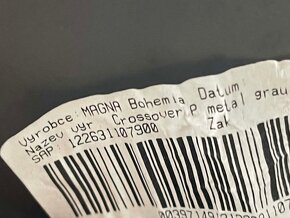 Vyrobce: MAGNA Bohemia Datum
Nazev vyr Crossover P metal grau
SAP: 122631107900 Zak